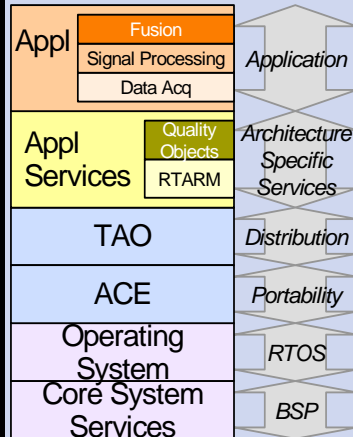 Appl
Fusion
Signal Processing
Data Acq
Application
Appl
Services
Quality
Objects
RTARM
Architecture
Specific
Services
TAO
Distribution
ACE
Portability
Operating
System
RTOS
Core System
Services
BSP